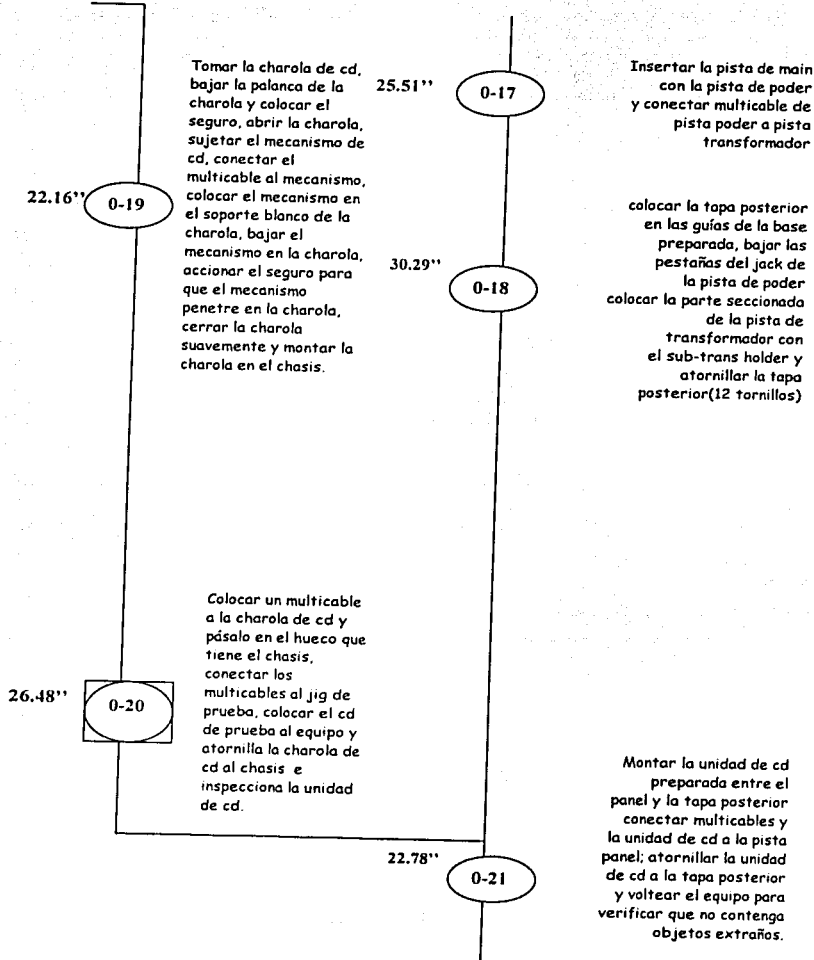 22.16''
0-19
Tomar la charola de cd,
bajar la palanca de la
charola y colocar el
seguro, abrir la charola,
sujetar el mecanismo de
cd, conectar el
multicable al mecanismo,
colocar el mecanismo en
el soporte blanco de la
charola, bajar el
mecanismo en la charola,
accionar el seguro para
que el mecanismo
penetre en la charola,
cerrar la charola
suavemente y montar la
charola en el chasis.
25.51''
0-17
Insertar la pista de main
con la pista de poder
y conectar multicable de
pista poder a pista
transformador
30.29''
0-18
colocar la tapa posterior
en las guías de la base
preparada, bajar las
pestañas del jack de
la pista de poder
colocar la parte seccionada
de la pista de
transformador con
el sub-trans holder y
atornillar la tapa
posterior(12 tornillos)
26.48''
0-20
Colocar un multicable
a la charola de cd y
pásalo en el hueco que
tiene el chasis,
conectar los
multicables al jig de
prueba, colocar el cd
de prueba al equipo y
atornilla la charola de
cd al chasis e
inspecciona la unidad
de cd.
22.78''
0-21
Montar la unidad de cd
preparada entre el
panel y la tapa posterior
conectar multicables y
la unidad de cd a la pista
panel; atornillar la unidad
de cd a la tapa posterior
y voltear el equipo para
verificar que no contenga
objetos extraños.